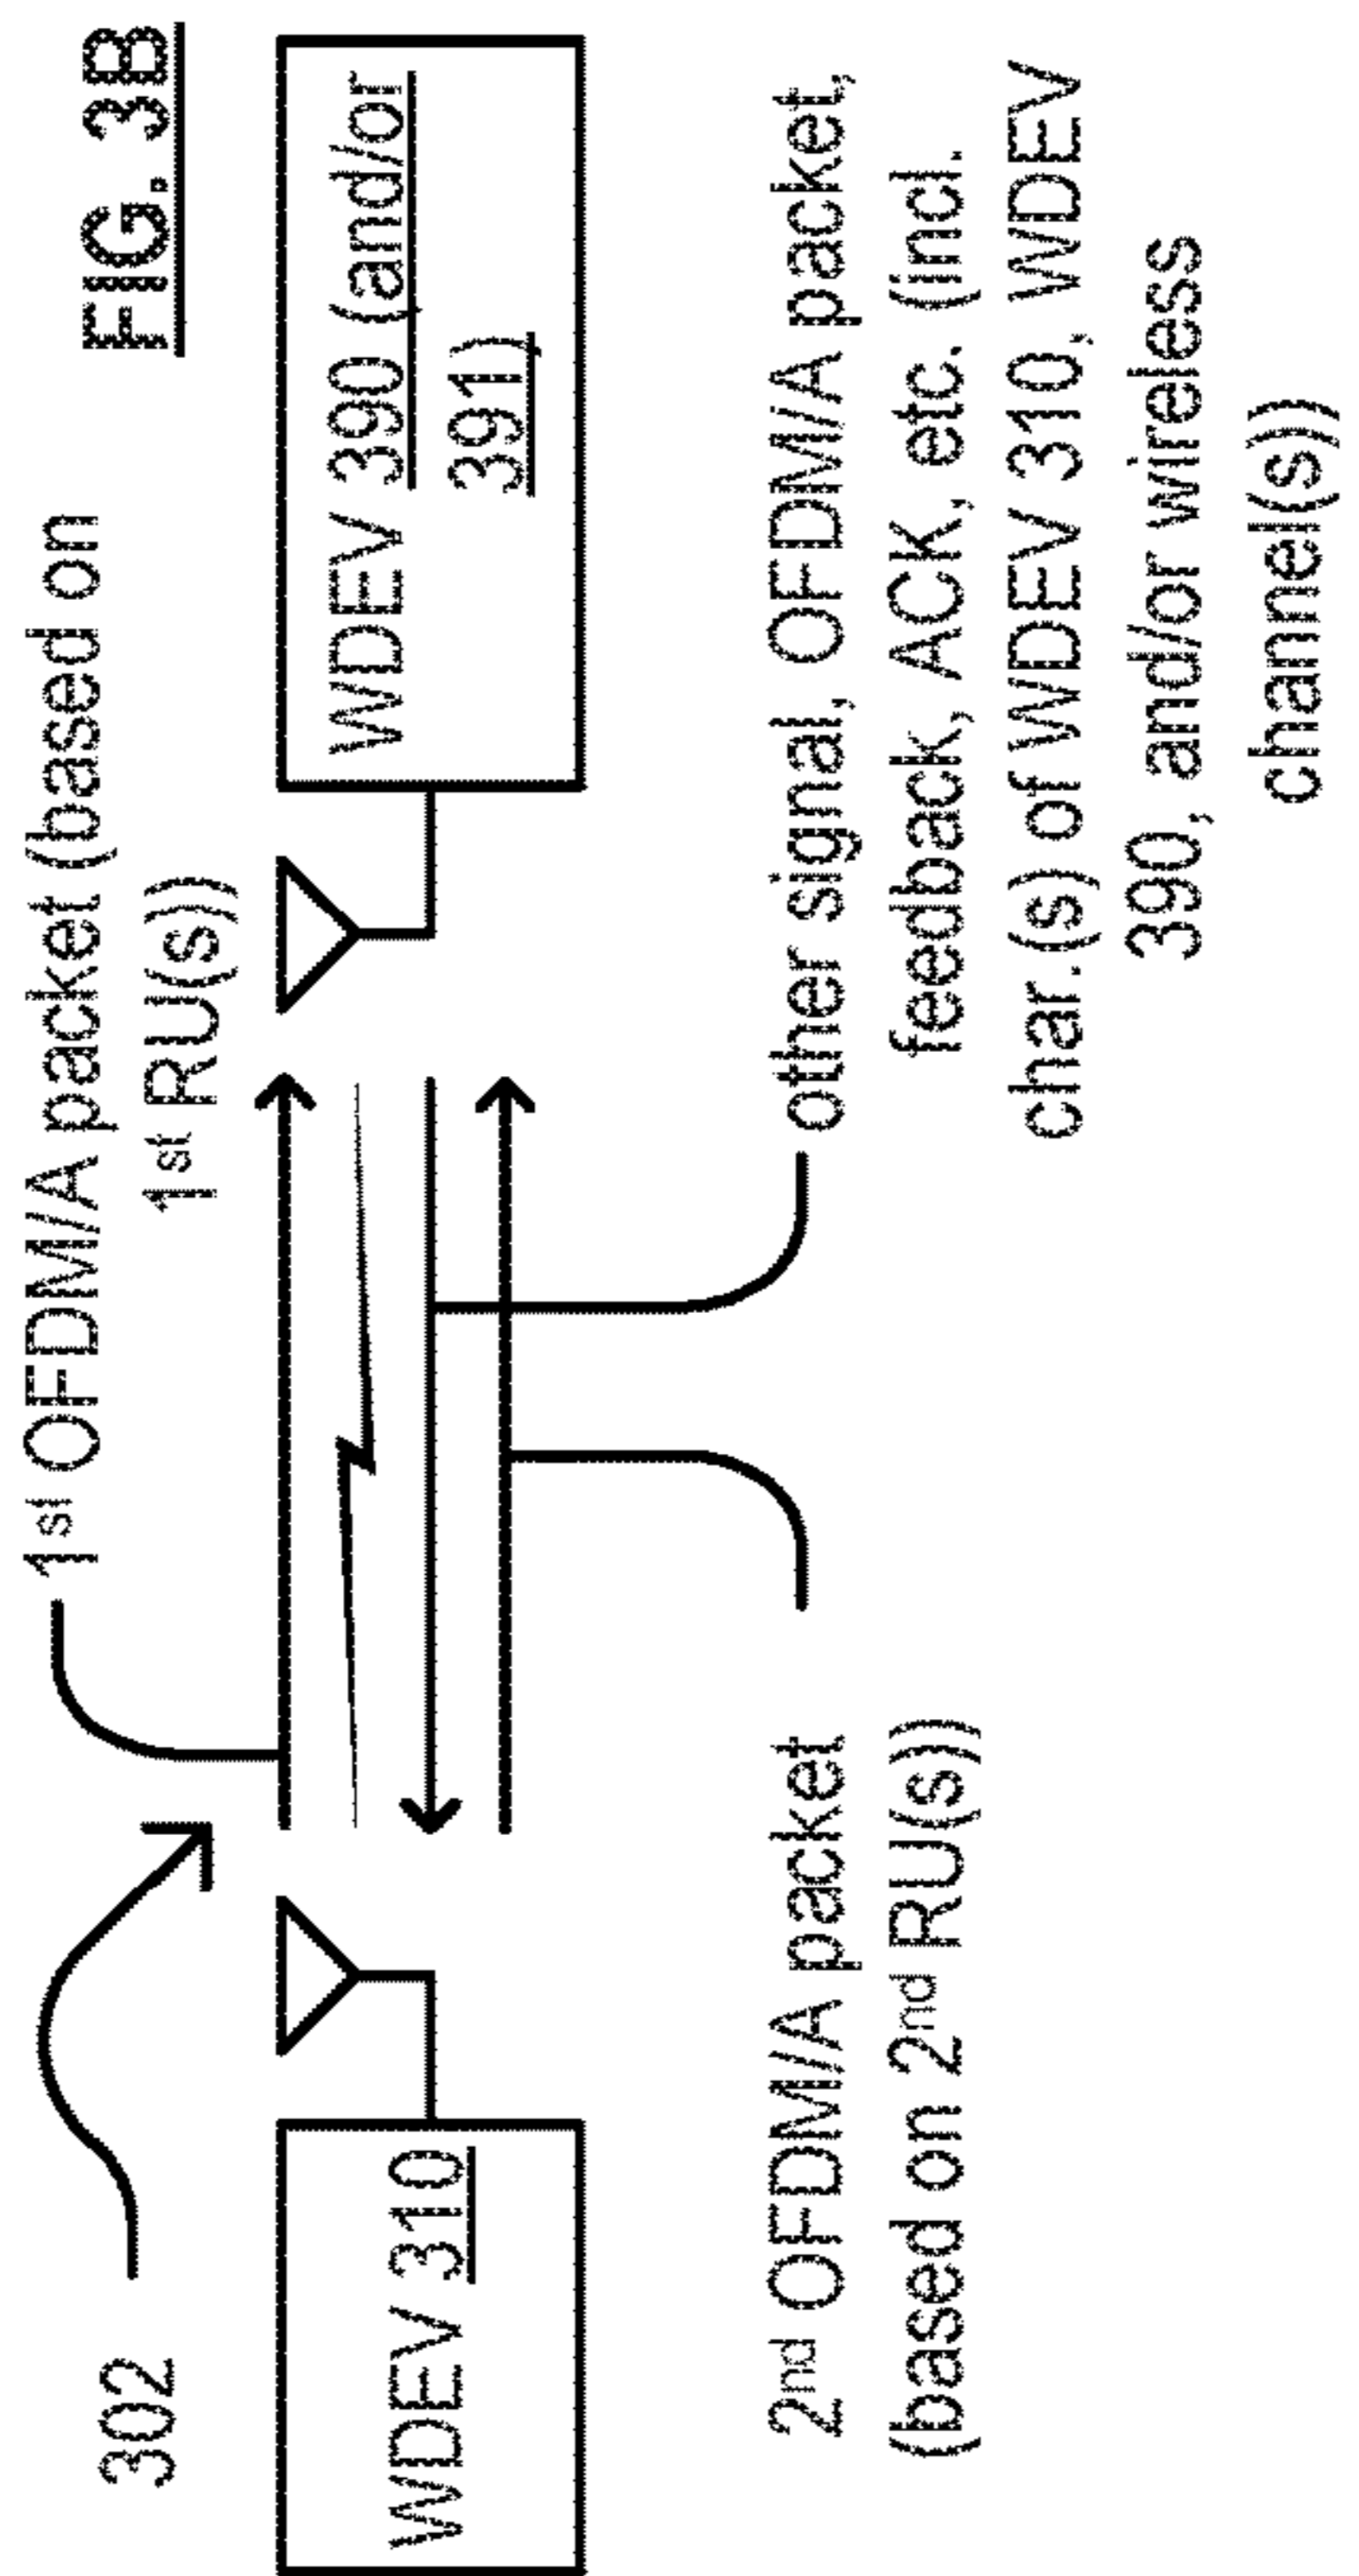 FIG. 3B
302
1st OFDM/A packet (based on
1st RU(s))
WDEV 310
WDEV 390 (and/or
391)
2nd OFDM/A packet
(based on 2nd RU(s))
other signal, OFDM/A packet,
feedback, ACK, etc. (incl.
char.(s) of WDEV 310, WDEV
390, and/or wireless
channel(s))